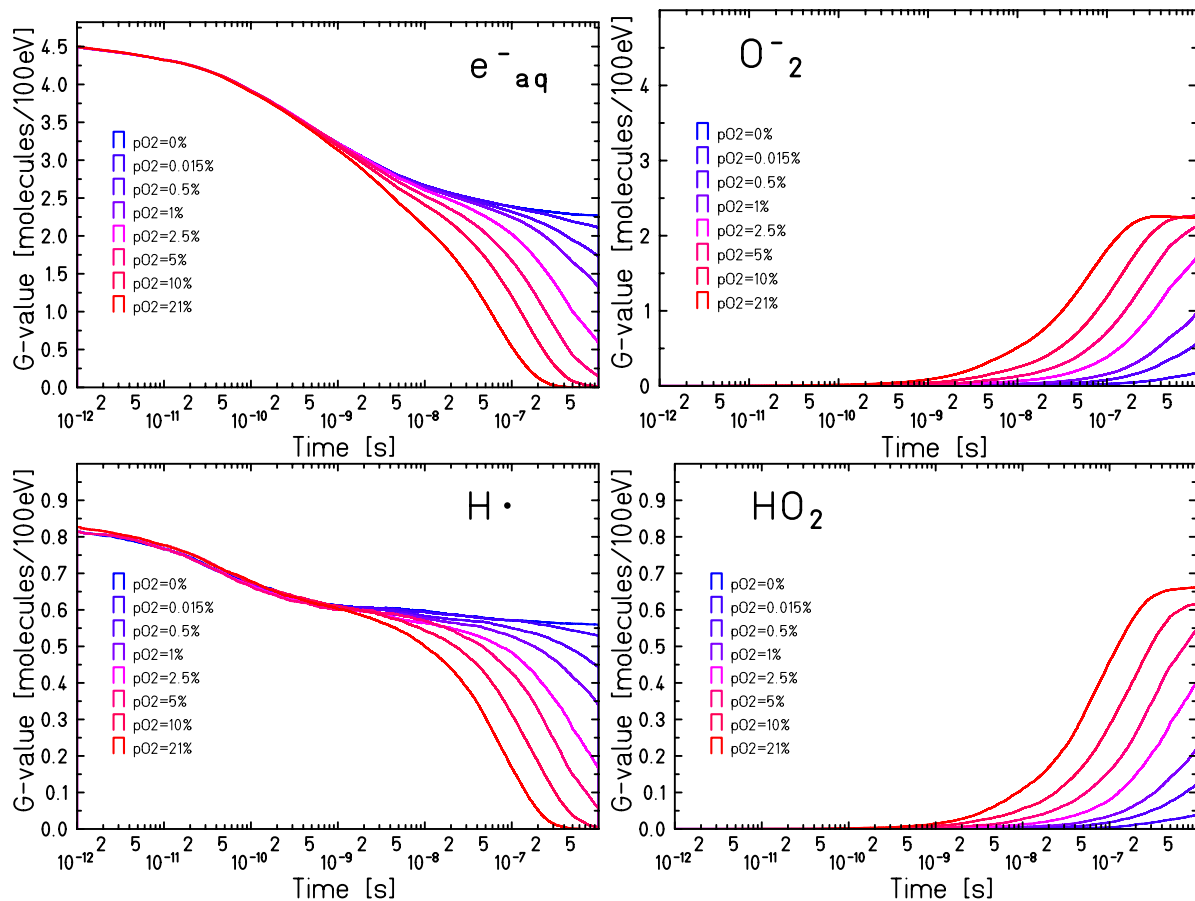 G-value [molecules/100eV]
e⁻aq
4.5
4.0
3.5
3.0
2.5
2.0
1.5
1.0
0.5
0.0
pO2=0%
pO2=0.015%
pO2=0.5%
pO2=1%
pO2=2.5%
pO2=5%
pO2=10%
pO2=21%
10⁻¹² 2 5 10⁻¹¹ 2 5 10⁻¹⁰ 2 5 10⁻⁹ 2 5 10⁻⁸ 2 5 10⁻⁷ 2 5
Time [s]
G-value [molecules/100eV]
O⁻₂
4
3
2
1
0
pO2=0%
pO2=0.015%
pO2=0.5%
pO2=1%
pO2=2.5%
pO2=5%
pO2=10%
pO2=21%
10⁻¹² 2 5 10⁻¹¹ 2 5 10⁻¹⁰ 2 5 10⁻⁹ 2 5 10⁻⁸ 2 5 10⁻⁷ 2 5
Time [s]
G-value [molecules/100eV]
H•
0.9
0.8
0.7
0.6
0.5
0.4
0.3
0.2
0.1
0.0
pO2=0%
pO2=0.015%
pO2=0.5%
pO2=1%
pO2=2.5%
pO2=5%
pO2=10%
pO2=21%
10⁻¹² 2 5 10⁻¹¹ 2 5 10⁻¹⁰ 2 5 10⁻⁹ 2 5 10⁻⁸ 2 5 10⁻⁷ 2 5
Time [s]
G-value [molecules/100eV]
HO₂
0.9
0.8
0.7
0.6
0.5
0.4
0.3
0.2
0.1
0.0
pO2=0%
pO2=0.015%
pO2=0.5%
pO2=1%
pO2=2.5%
pO2=5%
pO2=10%
pO2=21%
10⁻¹² 2 5 10⁻¹¹ 2 5 10⁻¹⁰ 2 5 10⁻⁹ 2 5 10⁻⁸ 2 5 10⁻⁷ 2 5
Time [s]